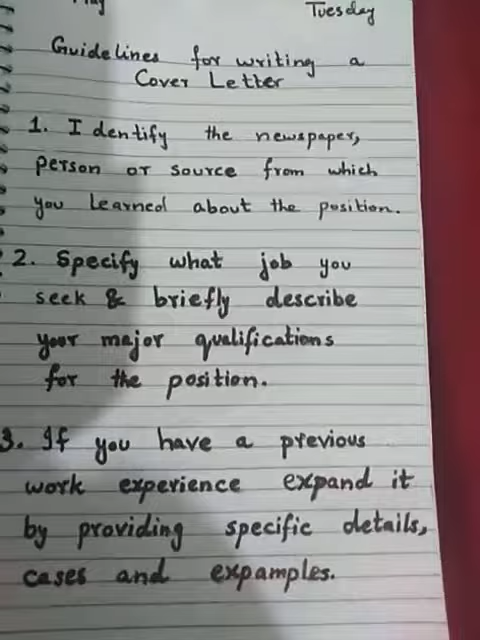 Tuesday
Guidelines for writing a
Cover Letter
1. Identify the newspaper,
person or source from which
you learned about the position.
2. Specify what job you
seek & briefly describe
your major qualifications
for the position.
3. If you have a previous
work experience expand it
by providing specific details,
cases and expamples.